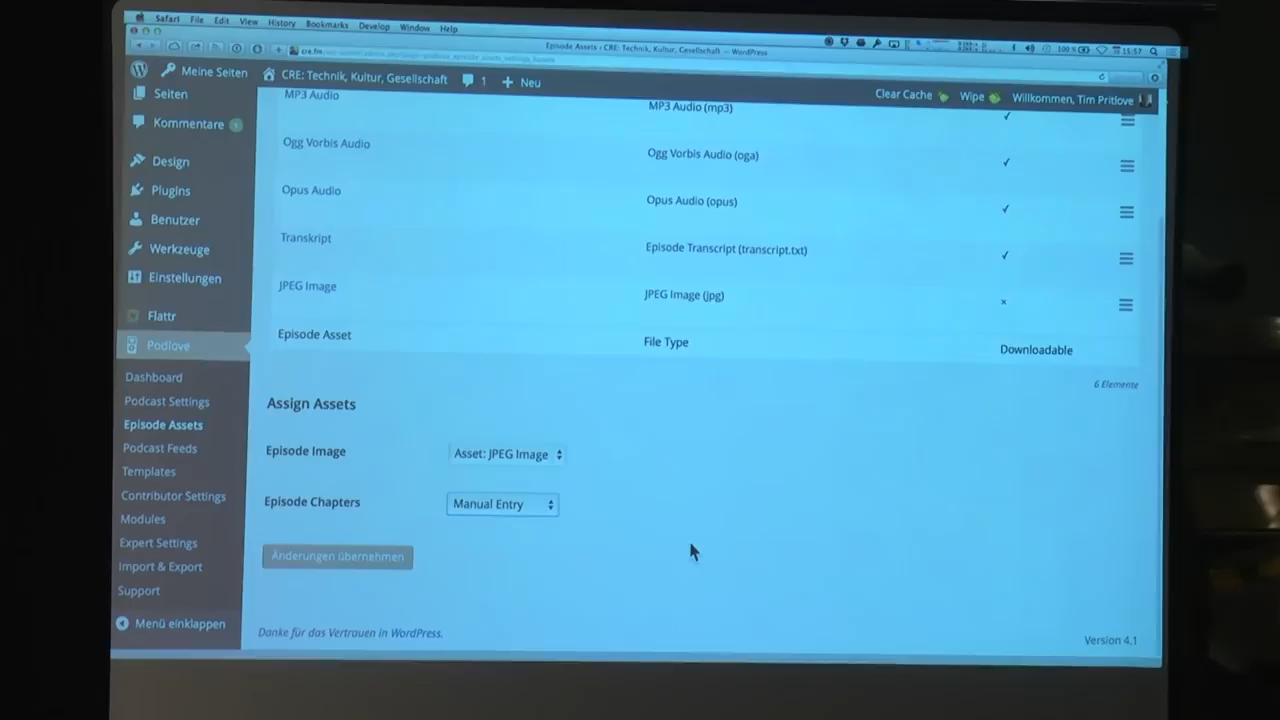 Safari File Edit View History Bookmarks Develop Window Help
100 % 15:57
Episode Assets ‹ CRE: Technik, Kultur, Gesellschaft — WordPress
cre.fm
Meine Seiten CRE: Technik, Kultur, Gesellschaft 1 + Neu Clear Cache Wipe Willkommen, Tim Pritlove
Seiten
Kommentare
Design
Plugins
Benutzer
Werkzeuge
Einstellungen
Flattr
Podlove
Dashboard
Podcast Settings
Episode Assets
Podcast Feeds
Templates
Contributor Settings
Modules
Expert Settings
Import & Export
Support
Menü einklappen
MP3 Audio MP3 Audio (mp3) ✓
Ogg Vorbis Audio Ogg Vorbis Audio (oga) ✓
Opus Audio Opus Audio (opus) ✓
Transkript Episode Transcript (transcript.txt) ✓
JPEG Image JPEG Image (jpg) ×
Episode Asset File Type Downloadable
6 Elemente
Assign Assets
Episode Image Asset: JPEG Image
Episode Chapters Manual Entry
Änderungen übernehmen
Danke für das Vertrauen in WordPress. Version 4.1